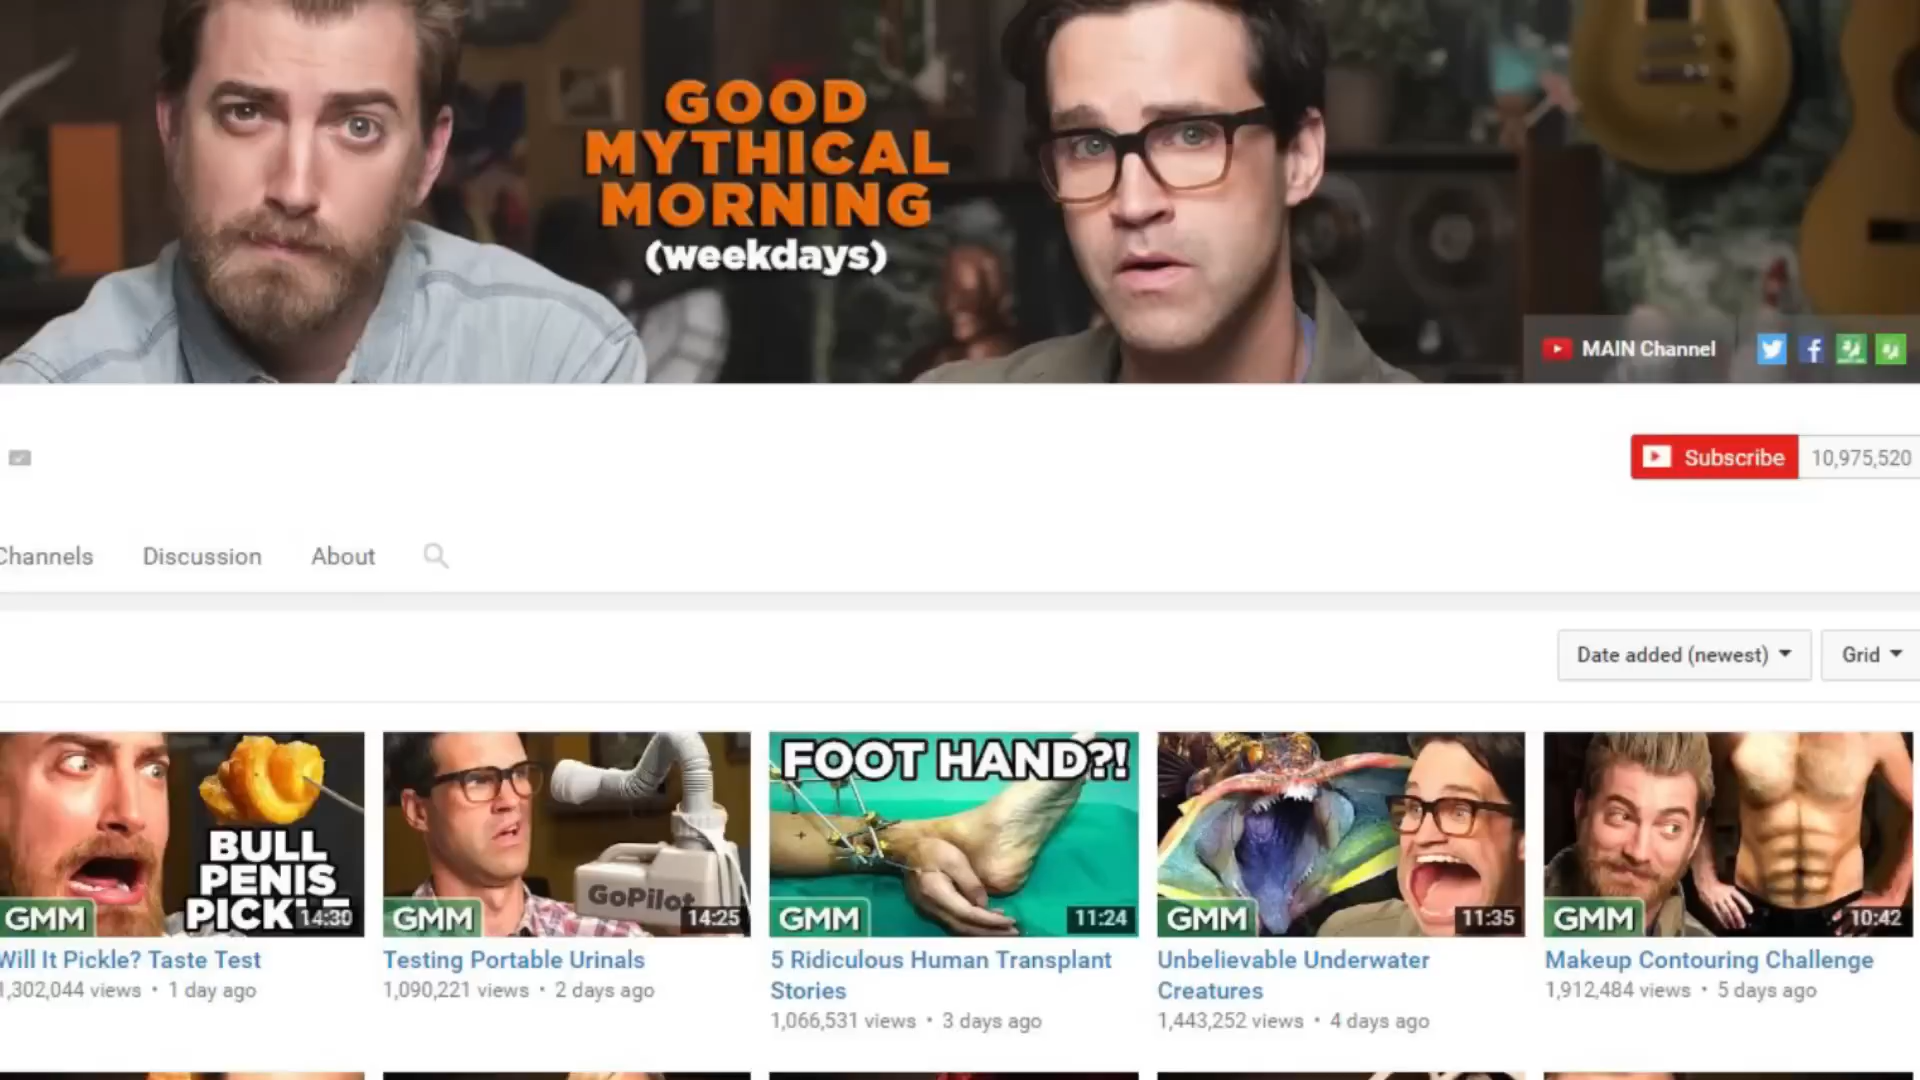 GOOD
MYTHICAL
MORNING
(weekdays)
MAIN Channel
Subscribe 10,975,520
Channels Discussion About
Date added (newest) Grid
BULL
PENIS
GMM
14:30
GoPilot
GMM
14:25
FOOT HAND?!
GMM
11:24
GMM
11:35
GMM
10:42
Will It Pickle? Taste Test
1,302,044 views • 1 day ago
Testing Portable Urinals
1,090,221 views • 2 days ago
5 Ridiculous Human Transplant
Stories
1,066,531 views • 3 days ago
Unbelievable Underwater
Creatures
1,443,252 views • 4 days ago
Makeup Contouring Challenge
1,912,484 views • 5 days ago